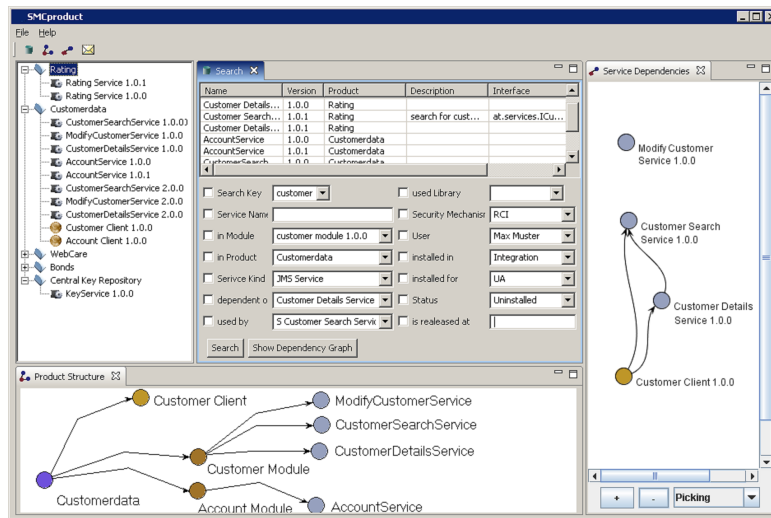 SMCproduct
File Help
Rating
Rating Service 1.0.1
Rating Service 1.0.0
Customerdata
CustomerSearchService 1.0.0)
ModifyCustomerService 1.0.0
CustomerDetailsService 1.0.0
AccountService 1.0.0
AccountService 1.0.1
CustomerSearchService 2.0.0
ModifyCustomerService 2.0.0
CustomerDetailsService 2.0.0
Customer Client 1.0.0
Account Client 1.0.0
WebCare
Bonds
Central Key Repository
KeyService 1.0.0
Search
Name Version Product Description Interface
Customer Details... 1.0.0 Rating
Customer Search... 1.0.1 Rating search for cust... at.services.ICu...
Customer Details... 1.0.1 Rating
AccountService 1.0.0 Customerdata
AccountService 1.0.1 Customerdata
CustomerSearch 1.0.0 Customerdata
Search Key customer used Library
Service Name Security Mechanisr RCI
in Module customer module 1.0.0 User Max Muster
in Product Customerdata installed in Integration
Serivce Kind JMS Service installed for UA
dependent o Customer Details Service Status Uninstalled
used by S Customer Search Servic is realeased at
Search Show Dependency Graph
Service Dependencies
Modify Customer
Service 1.0.0
Customer Search
Service 1.0.0
Customer Details
Service 1.0.0
Customer Client 1.0.0
+ - Picking
Product Structure
Customer Client
ModifyCustomerService
CustomerSearchService
CustomerDetailsService
Customer Module
Customerdata
Account Module
AccountService